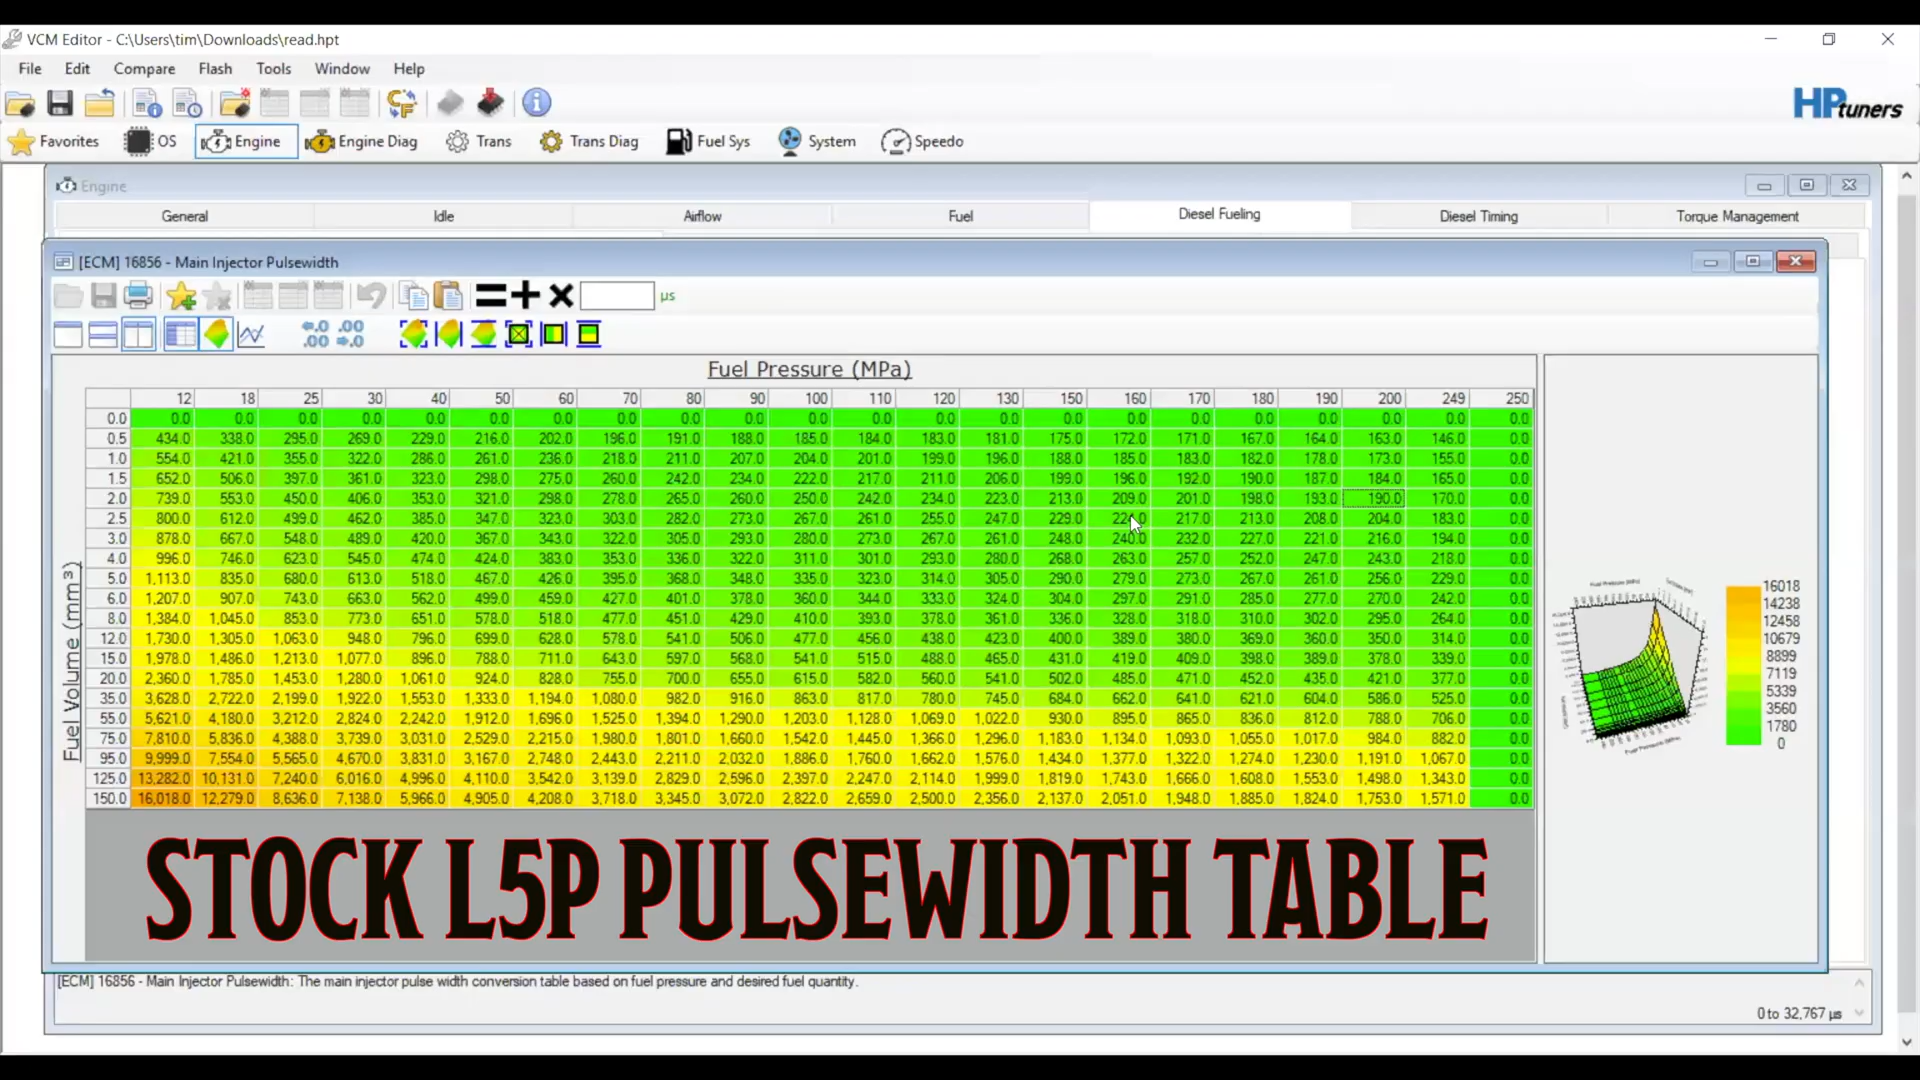 VCM Editor - C:\Users\tim\Downloads\read.hpt
File Edit Compare Flash Tools Window Help
HPtuners
Favorites OS Engine Engine Diag Trans Trans Diag Fuel Sys System Speedo
Engine
General Idle Airflow Fuel Diesel Fueling Diesel Timing Torque Management
[ECM] 16856 - Main Injector Pulsewidth
µs
Fuel Pressure (MPa)
12 18 25 30 40 50 60 70 80 90 100 110 120 130 150 160 170 180 190 200 249 250
Fuel Volume (mm³)
0.0 0.0 0.0 0.0 0.0 0.0 0.0 0.0 0.0 0.0 0.0 0.0 0.0 0.0 0.0 0.0 0.0 0.0 0.0 0.0 0.0 0.0 0.0
0.5 434.0 338.0 295.0 269.0 229.0 216.0 202.0 196.0 191.0 188.0 185.0 184.0 183.0 181.0 175.0 172.0 171.0 167.0 164.0 163.0 146.0 0.0
1.0 554.0 421.0 355.0 322.0 286.0 261.0 236.0 218.0 211.0 207.0 204.0 201.0 199.0 196.0 188.0 185.0 183.0 182.0 178.0 173.0 155.0 0.0
1.5 652.0 506.0 397.0 361.0 323.0 298.0 275.0 260.0 242.0 234.0 222.0 217.0 211.0 206.0 199.0 196.0 192.0 190.0 187.0 184.0 165.0 0.0
2.0 739.0 553.0 450.0 406.0 353.0 321.0 298.0 278.0 265.0 260.0 250.0 242.0 234.0 223.0 213.0 209.0 201.0 198.0 193.0 190.0 170.0 0.0
2.5 800.0 612.0 499.0 462.0 385.0 347.0 323.0 303.0 282.0 273.0 267.0 261.0 255.0 247.0 229.0 217.0 213.0 208.0 204.0 183.0 0.0
3.0 878.0 667.0 548.0 489.0 420.0 367.0 343.0 322.0 305.0 293.0 280.0 273.0 267.0 261.0 248.0 240.0 232.0 227.0 221.0 216.0 194.0 0.0
4.0 996.0 746.0 623.0 545.0 474.0 424.0 383.0 353.0 336.0 322.0 311.0 301.0 293.0 280.0 268.0 263.0 257.0 252.0 247.0 243.0 218.0 0.0
5.0 1,113.0 835.0 680.0 613.0 518.0 467.0 426.0 395.0 368.0 348.0 335.0 323.0 314.0 305.0 290.0 279.0 273.0 267.0 261.0 256.0 229.0 0.0
6.0 1,207.0 907.0 743.0 663.0 562.0 499.0 459.0 427.0 401.0 378.0 360.0 344.0 333.0 324.0 304.0 297.0 291.0 285.0 277.0 270.0 242.0 0.0
8.0 1,384.0 1,045.0 853.0 773.0 651.0 578.0 518.0 477.0 451.0 429.0 410.0 393.0 378.0 361.0 336.0 328.0 318.0 310.0 302.0 295.0 264.0 0.0
12.0 1,730.0 1,305.0 1,063.0 948.0 796.0 699.0 628.0 578.0 541.0 506.0 477.0 456.0 438.0 423.0 400.0 389.0 380.0 369.0 360.0 350.0 314.0 0.0
15.0 1,978.0 1,486.0 1,213.0 1,077.0 896.0 788.0 711.0 643.0 597.0 568.0 541.0 515.0 488.0 465.0 431.0 419.0 409.0 398.0 389.0 378.0 339.0 0.0
20.0 2,360.0 1,785.0 1,453.0 1,280.0 1,061.0 924.0 828.0 755.0 700.0 655.0 615.0 582.0 560.0 541.0 502.0 485.0 471.0 452.0 435.0 421.0 377.0 0.0
35.0 3,628.0 2,722.0 2,199.0 1,922.0 1,553.0 1,333.0 1,194.0 1,080.0 982.0 916.0 863.0 817.0 780.0 745.0 684.0 662.0 641.0 621.0 604.0 586.0 525.0 0.0
55.0 5,621.0 4,180.0 3,212.0 2,824.0 2,242.0 1,912.0 1,696.0 1,525.0 1,394.0 1,290.0 1,203.0 1,128.0 1,069.0 1,022.0 930.0 895.0 865.0 836.0 812.0 788.0 706.0 0.0
75.0 7,810.0 5,836.0 4,388.0 3,739.0 3,031.0 2,529.0 2,215.0 1,980.0 1,801.0 1,660.0 1,542.0 1,445.0 1,366.0 1,296.0 1,183.0 1,134.0 1,093.0 1,055.0 1,017.0 984.0 882.0 0.0
95.0 9,999.0 7,554.0 5,565.0 4,670.0 3,831.0 3,167.0 2,748.0 2,443.0 2,211.0 2,032.0 1,886.0 1,760.0 1,662.0 1,576.0 1,434.0 1,377.0 1,322.0 1,274.0 1,230.0 1,191.0 1,067.0 0.0
125.0 13,282.0 10,131.0 7,240.0 6,016.0 4,996.0 4,110.0 3,542.0 3,139.0 2,829.0 2,596.0 2,397.0 2,247.0 2,114.0 1,999.0 1,819.0 1,743.0 1,666.0 1,608.0 1,553.0 1,498.0 1,343.0 0.0
150.0 16,018.0 12,279.0 8,636.0 7,138.0 5,966.0 4,905.0 4,208.0 3,718.0 3,345.0 3,072.0 2,822.0 2,659.0 2,500.0 2,356.0 2,137.0 2,051.0 1,948.0 1,885.0 1,824.0 1,753.0 1,571.0 0.0
16018
14238
12458
10679
8899
7119
5339
3560
1780
0
STOCK L5P PULSEWIDTH TABLE
[ECM] 16856 - Main Injector Pulsewidth: The main injector pulse width conversion table based on fuel pressure and desired fuel quantity.
0 to 32,767 µs